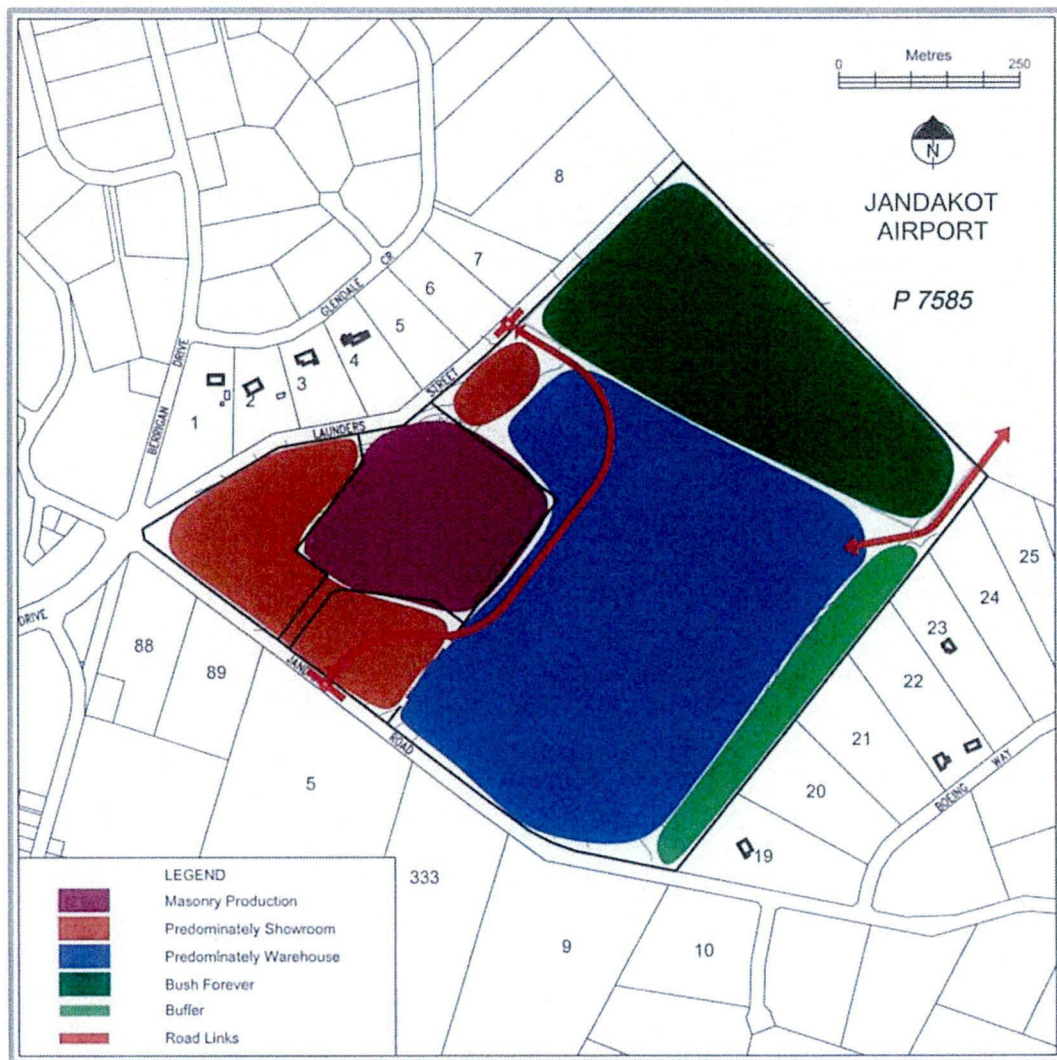 Metres
0 250
N
JANDAKOT
AIRPORT
P 7585
8
7
6
5
4
3
2
1
GLENDALE CR
BERRIGAN DRIVE
LAUNDERS STREET
DRIVE
88
89
JAND
ROAD
5
333
9
10
19
20
21
22
23
24
25
BOEING WAY
LEGEND
Masonry Production
Predominately Showroom
Predominately Warehouse
Bush Forever
Buffer
Road Links